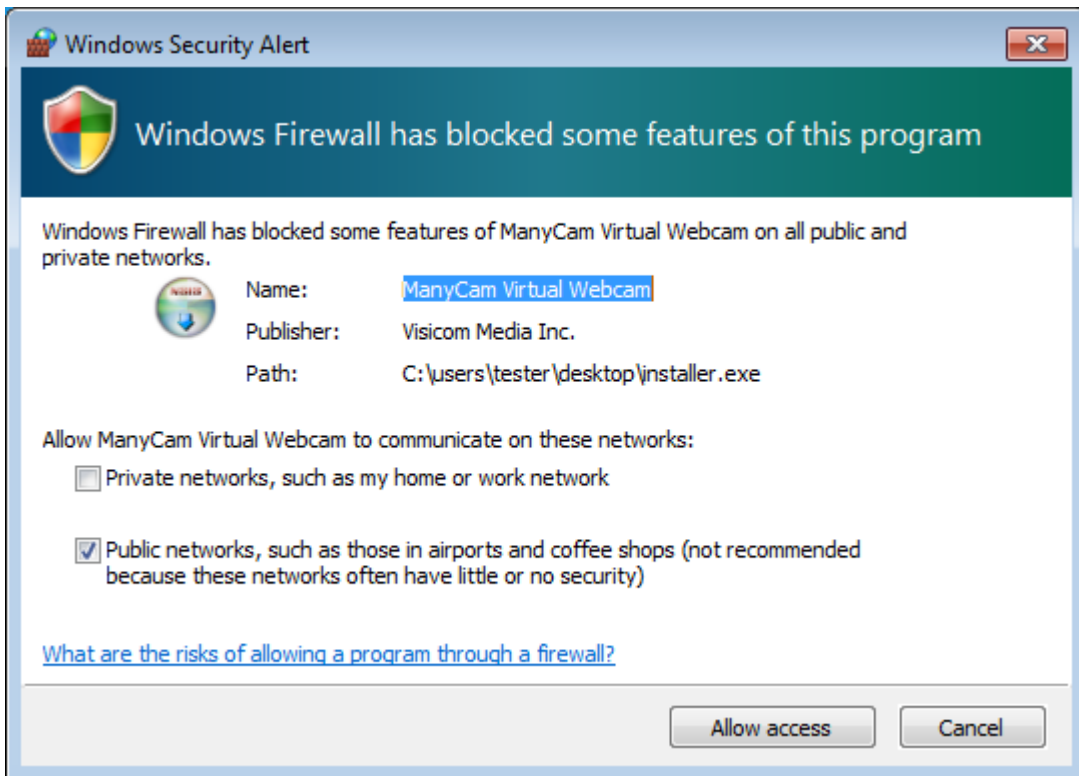 Windows Security Alert
Windows Firewall has blocked some features of this program
Windows Firewall has blocked some features of ManyCam Virtual Webcam on all public and
private networks.
Name: ManyCam Virtual Webcam
Publisher: Visicom Media Inc.
Path: C:\users\tester\desktop\installer.exe
Allow ManyCam Virtual Webcam to communicate on these networks:
Private networks, such as my home or work network
Public networks, such as those in airports and coffee shops (not recommended
because these networks often have little or no security)
What are the risks of allowing a program through a firewall?
Allow access Cancel